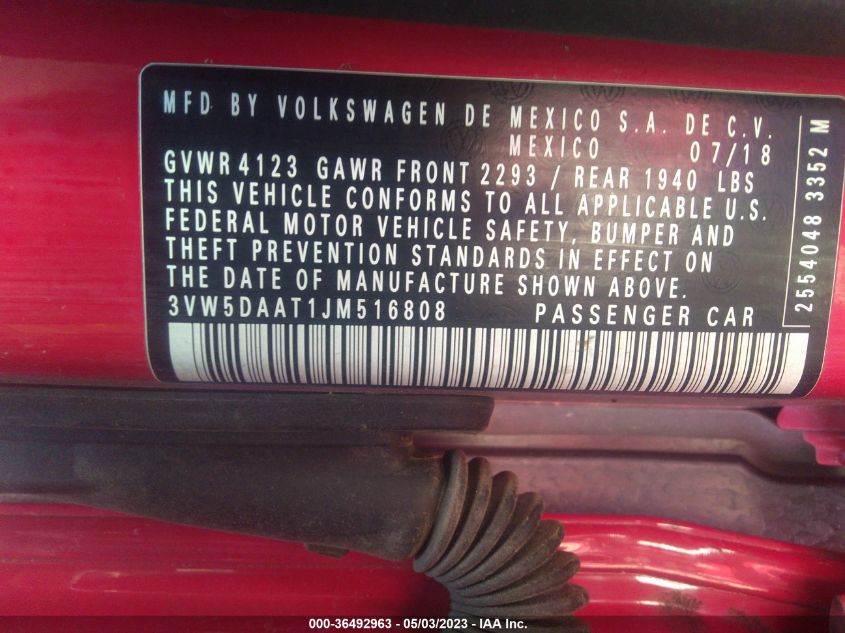 MFD BY VOLKSWAGEN DE MEXICO S.A. DE C.V.
MEXICO 07/18
GVWR 4123 GAWR FRONT 2293 / REAR 1940 LBS
THIS VEHICLE CONFORMS TO ALL APPLICABLE U.S.
FEDERAL MOTOR VEHICLE SAFETY, BUMPER AND
THEFT PREVENTION STANDARDS IN EFFECT ON
THE DATE OF MANUFACTURE SHOWN ABOVE.
3VW5DAAT1JM516808 PASSENGER CAR
2554048 3352 M
000-36492963 - 05/03/2023 - IAA Inc.